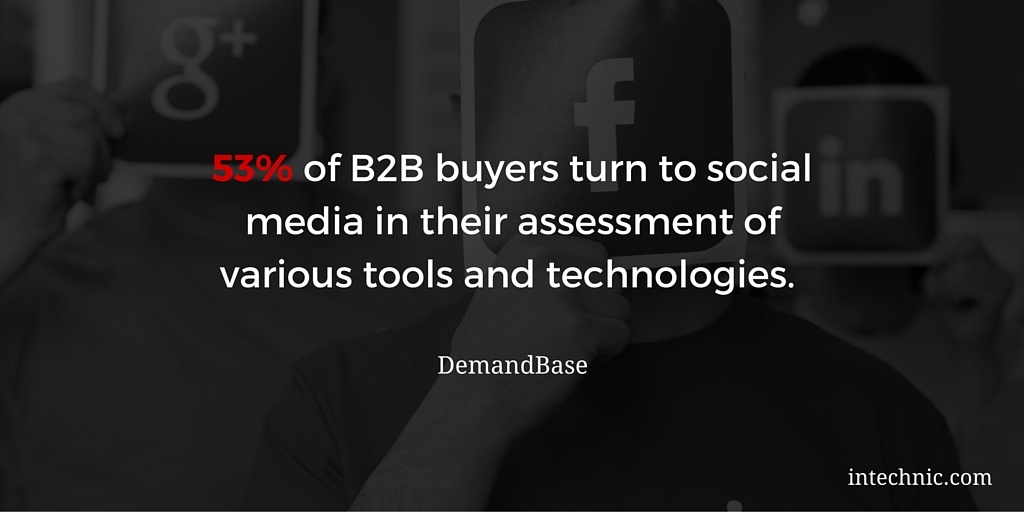 g+
f
in
53% of B2B buyers turn to social
media in their assessment of
various tools and technologies.
DemandBase
intechnic.com